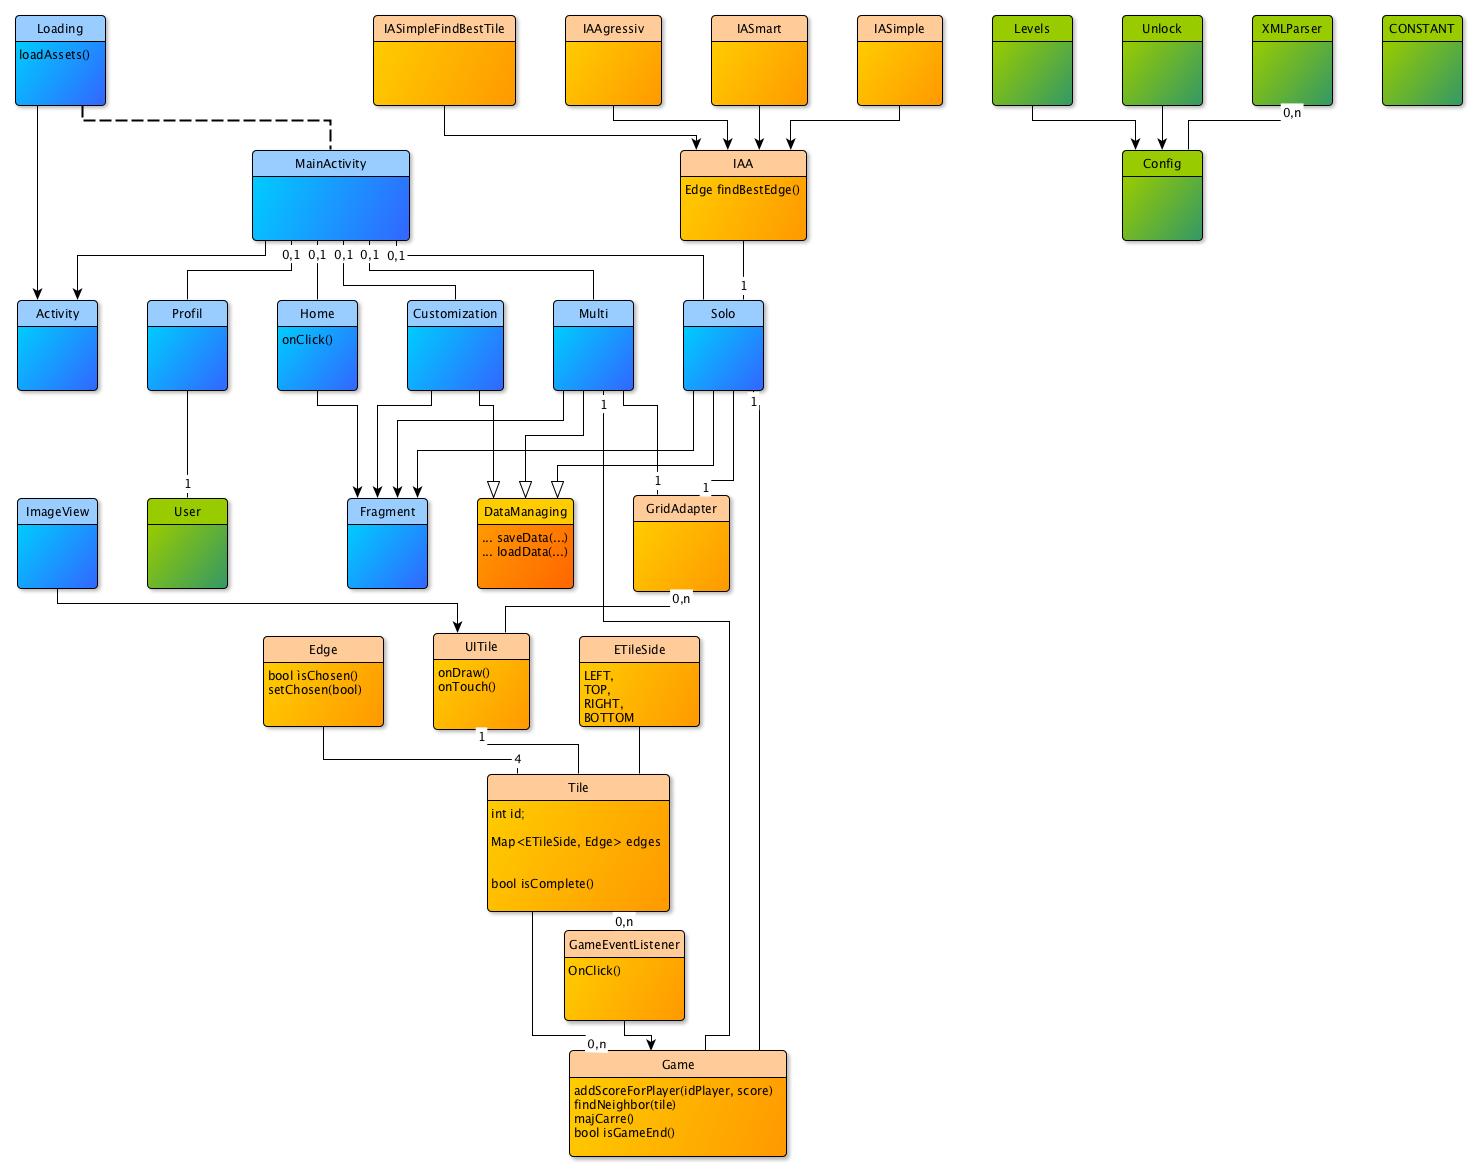 Loading
loadAssets()
IASimpleFindBestTile
IAAgressiv
IASmart
IASimple
Levels
Unlock
XMLParser
CONSTANT
0,n
MainActivity
IAA
Edge findBestEdge()
Config
0,1
0,1
0,1
0,1
0,1
1
Activity
Profil
Home
onClick()
Customization
Multi
Solo
1
1
1
1
1
ImageView
User
Fragment
DataManaging
... saveData(...)
... loadData(...)
GridAdapter
0,n
Edge
bool isChosen()
setChosen(bool)
UITile
onDraw()
onTouch()
ETileSide
LEFT,
TOP,
RIGHT,
BOTTOM
1
4
Tile
int id;
Map<ETileSide, Edge> edges
bool isComplete()
0,n
GameEventListener
OnClick()
0,n
Game
addScoreForPlayer(idPlayer, score)
findNeighbor(tile)
majCarre()
bool isGameEnd()